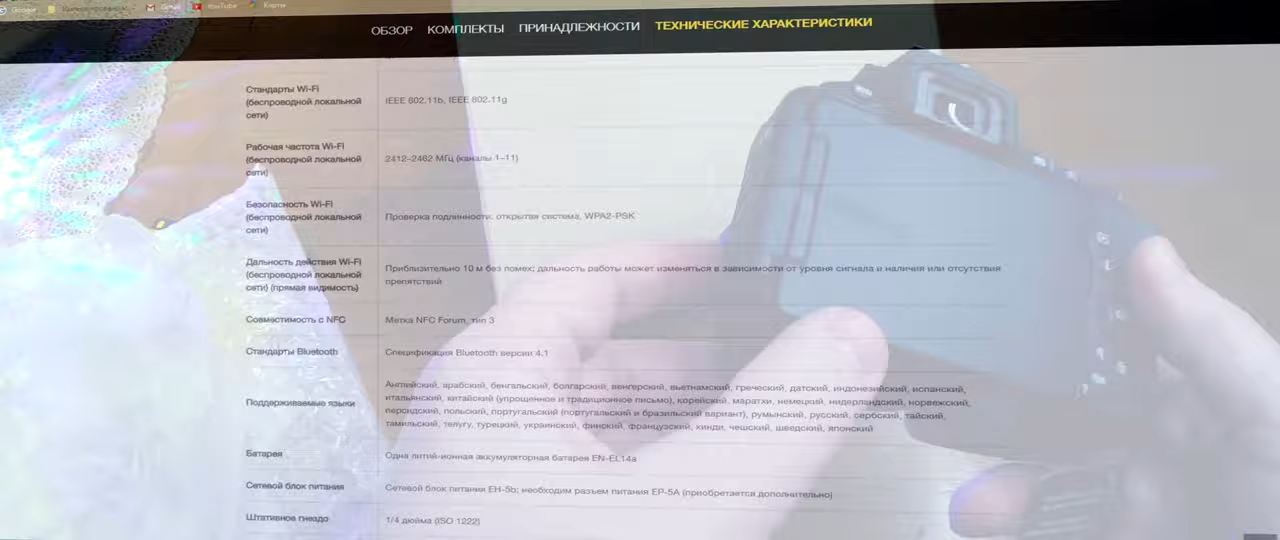 Google
Gmail
YouTube
Карты
ОБЗОР КОМПЛЕКТЫ ПРИНАДЛЕЖНОСТИ ТЕХНИЧЕСКИЕ ХАРАКТЕРИСТИКИ
Стандарты Wi-Fi
(беспроводной локальной
сети)
IEEE 802.11b, IEEE 802.11g
Рабочая частота Wi-Fi
(беспроводной локальной
сети)
2412–2462 МГц (каналы 1–11)
Безопасность Wi-Fi
(беспроводной локальной
сети)
Проверка подлинности: открытая система, WPA2-PSK
Дальность действия Wi-Fi
(беспроводной локальной
сети) (прямая видимость)
Приблизительно 10 м без помех; дальность работы может изменяться в зависимости от уровня сигнала и наличия или отсутствия
препятствий
Совместимость с NFC
Метка NFC Forum, тип 3
Стандарты Bluetooth
Спецификация Bluetooth версии 4.1
Поддерживаемые языки
Английский, арабский, бенгальский, болгарский, венгерский, вьетнамский, греческий, датский, индонезийский, испанский,
итальянский, китайский (упрощенное и традиционное письмо), корейский, маратхи, немецкий, нидерландский, норвежский,
персидский, польский, португальский (португальский и бразильский вариант), румынский, русский, сербский, тайский,
тамильский, телугу, турецкий, украинский, финский, французский, хинди, чешский, шведский, японский
Батарея
Одна литий-ионная аккумуляторная батарея EN-EL14a
Сетевой блок питания
Сетевой блок питания EH-5b; необходим разъем питания EP-5A (приобретается дополнительно)
Штативное гнездо
1/4 дюйма (ISO 1222)